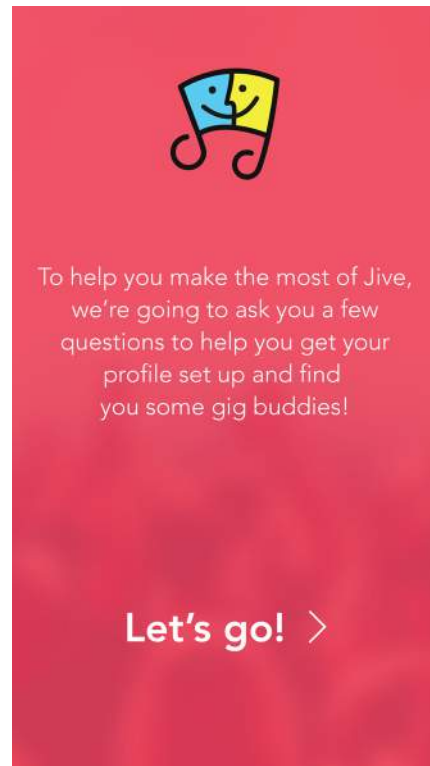 To help you make the most of Jive,
we're going to ask you a few
questions to help you get your
profile set up and find
you some gig buddies!
Let's go! >